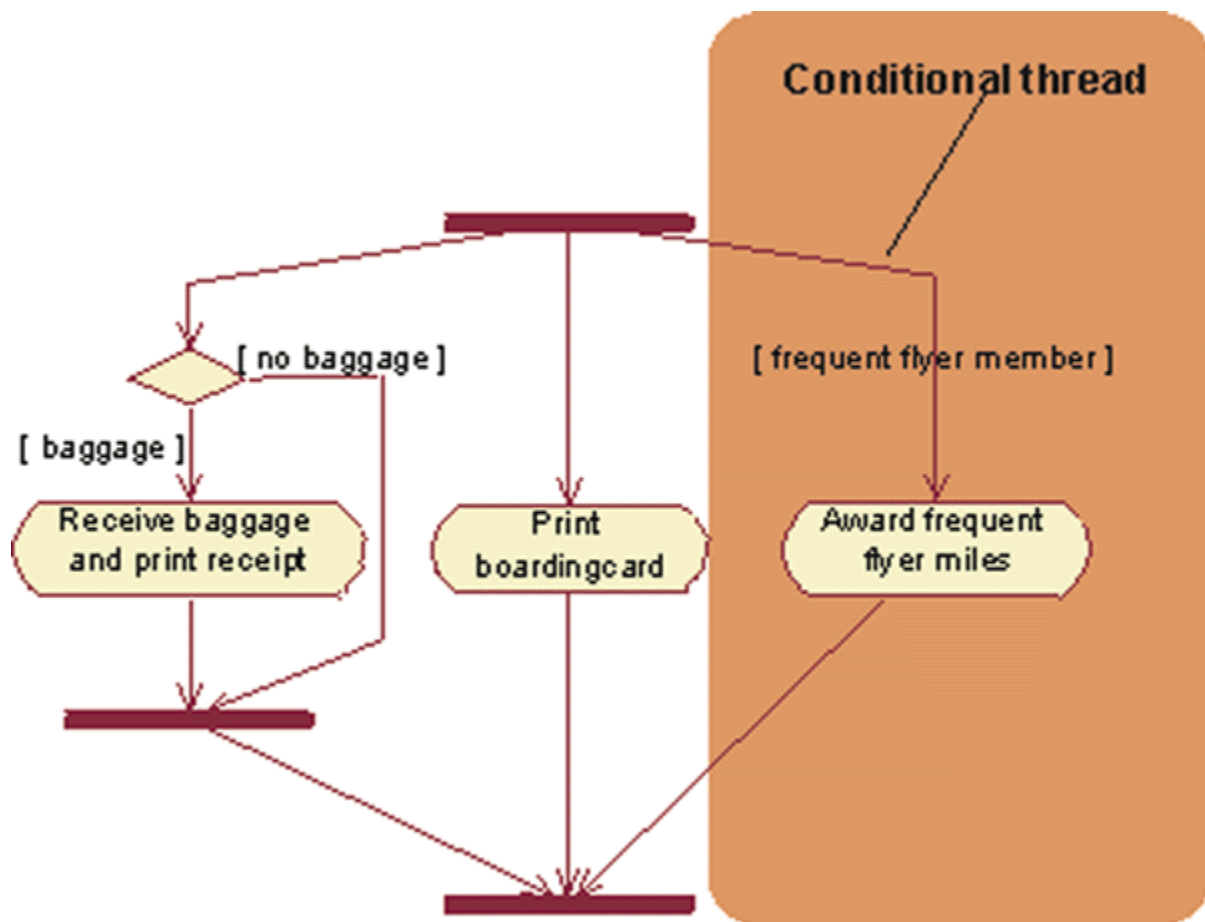 Conditional thread
[ no baggage ]
[ frequent flyer member ]
[ baggage ]
Receive baggage
and print receipt
Print
boardingcard
Award frequent
flyer miles